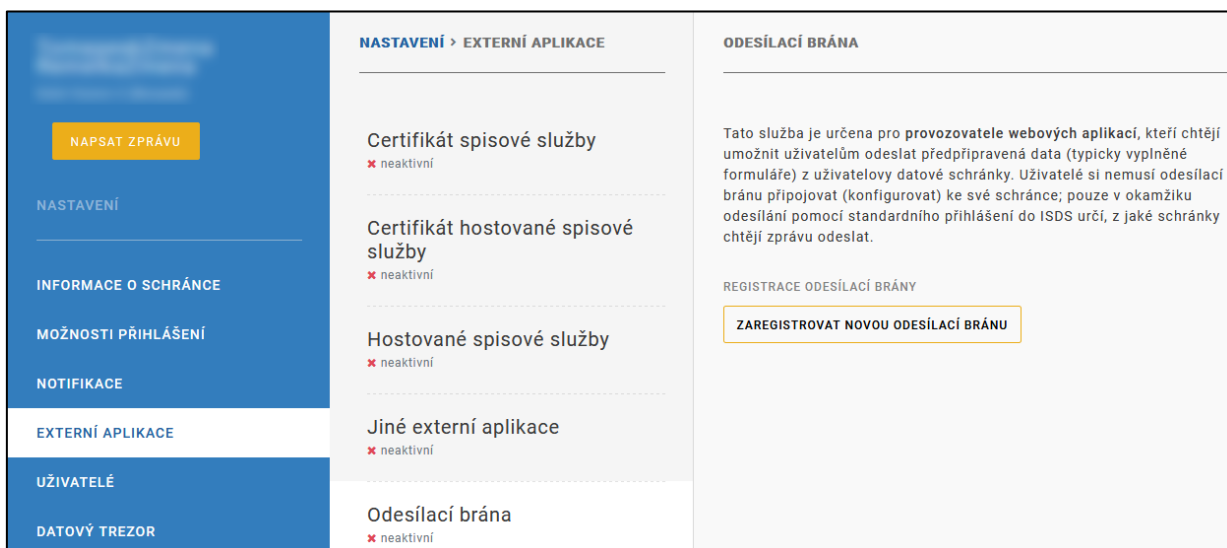 NAPSAT ZPRÁVU
NASTAVENÍ
INFORMACE O SCHRÁNCE
MOŽNOSTI PŘIHLÁŠENÍ
NOTIFIKACE
EXTERNÍ APLIKACE
UŽIVATELÉ
DATOVÝ TREZOR
NASTAVENÍ > EXTERNÍ APLIKACE
Certifikát spisové služby
✖ neaktivní
Certifikát hostované spisové
služby
✖ neaktivní
Hostované spisové služby
✖ neaktivní
Jiné externí aplikace
✖ neaktivní
Odesílací brána
✖ neaktivní
ODESÍLACÍ BRÁNA
Tato služba je určena pro provozovatele webových aplikací, kteří chtějí
umožnit uživatelům odeslat předpřipravená data (typicky vyplněné
formuláře) z uživatelovy datové schránky. Uživatelé si nemusí odesílací
bránu připojovat (konfigurovat) ke své schránce; pouze v okamžiku
odesílání pomocí standardního přihlášení do ISDS určí, z jaké schránky
chtějí zprávu odeslat.
REGISTRACE ODESÍLACÍ BRÁNY
ZAREGISTROVAT NOVOU ODESÍLACÍ BRÁNU